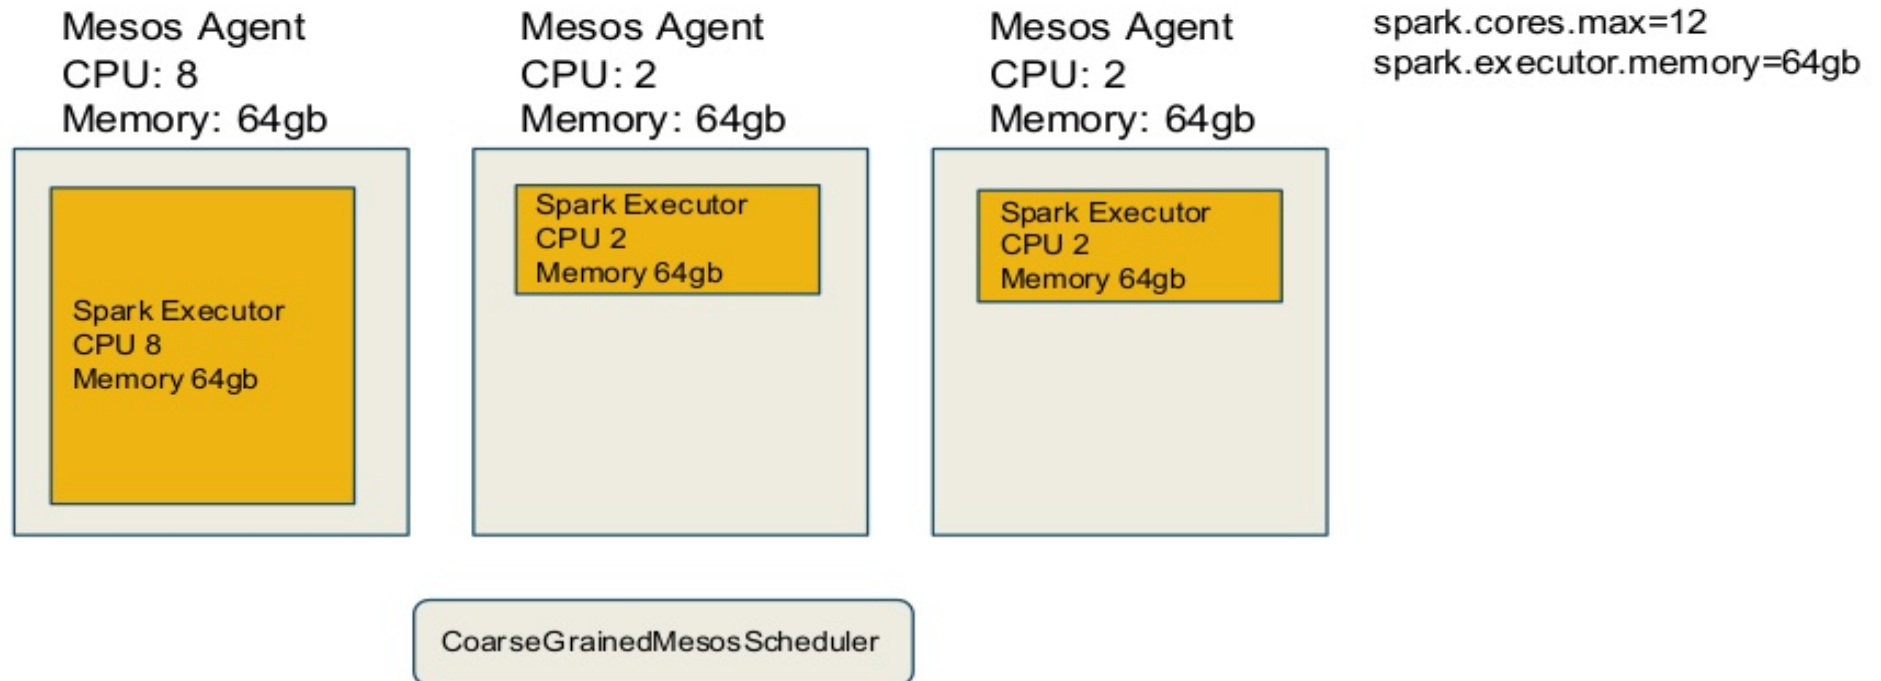 Mesos Agent
CPU: 8
Memory: 64gb
Mesos Agent
CPU: 2
Memory: 64gb
Mesos Agent
CPU: 2
Memory: 64gb
spark.cores.max=12
spark.executor.memory=64gb
Spark Executor
CPU 8
Memory 64gb
Spark Executor
CPU 2
Memory 64gb
Spark Executor
CPU 2
Memory 64gb
CoarseGrainedMesosScheduler